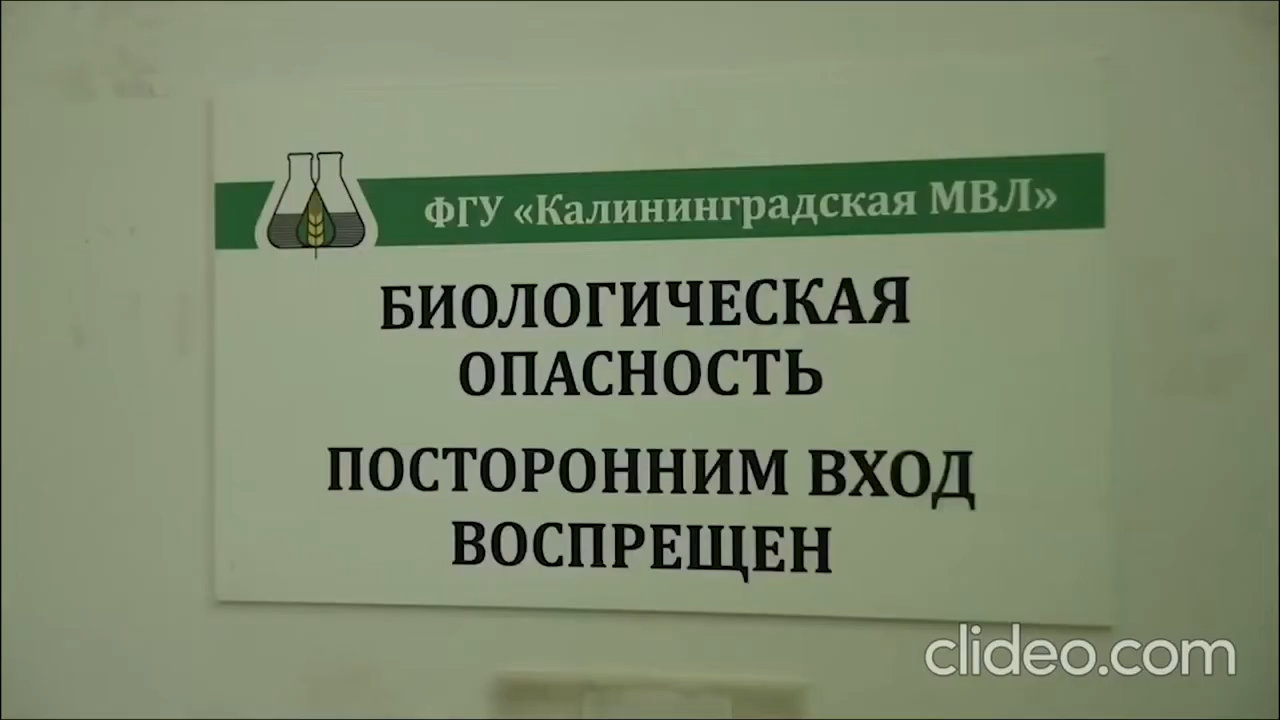 ФГУ «Калининградская МВЛ»
БИОЛОГИЧЕСКАЯ
ОПАСНОСТЬ
ПОСТОРОННИМ ВХОД
ВОСПРЕЩЕН
clideo.com